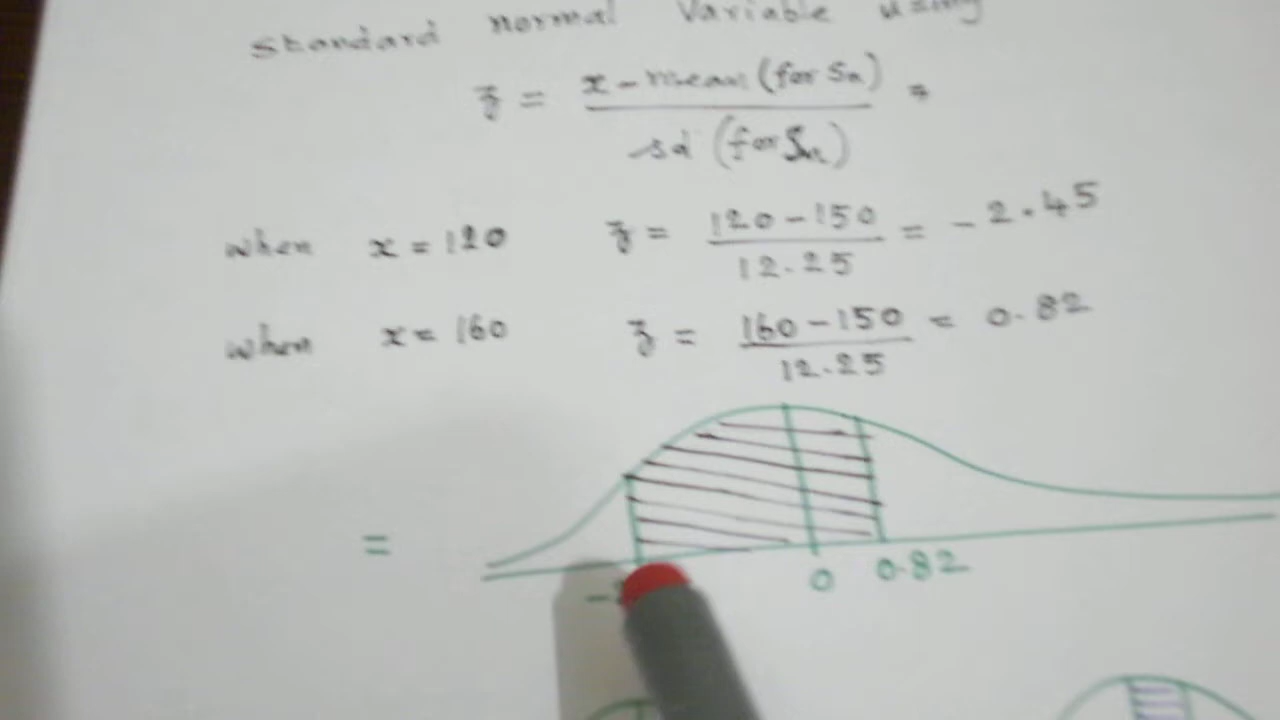 standard normal variable using
z = x - mean (for Sn) / sd (for Sn)
when x = 120 z = 120 - 150 / 12.25 = - 2.45
when x = 160 z = 160 - 150 / 12.25 = 0.82
=
0 0.82